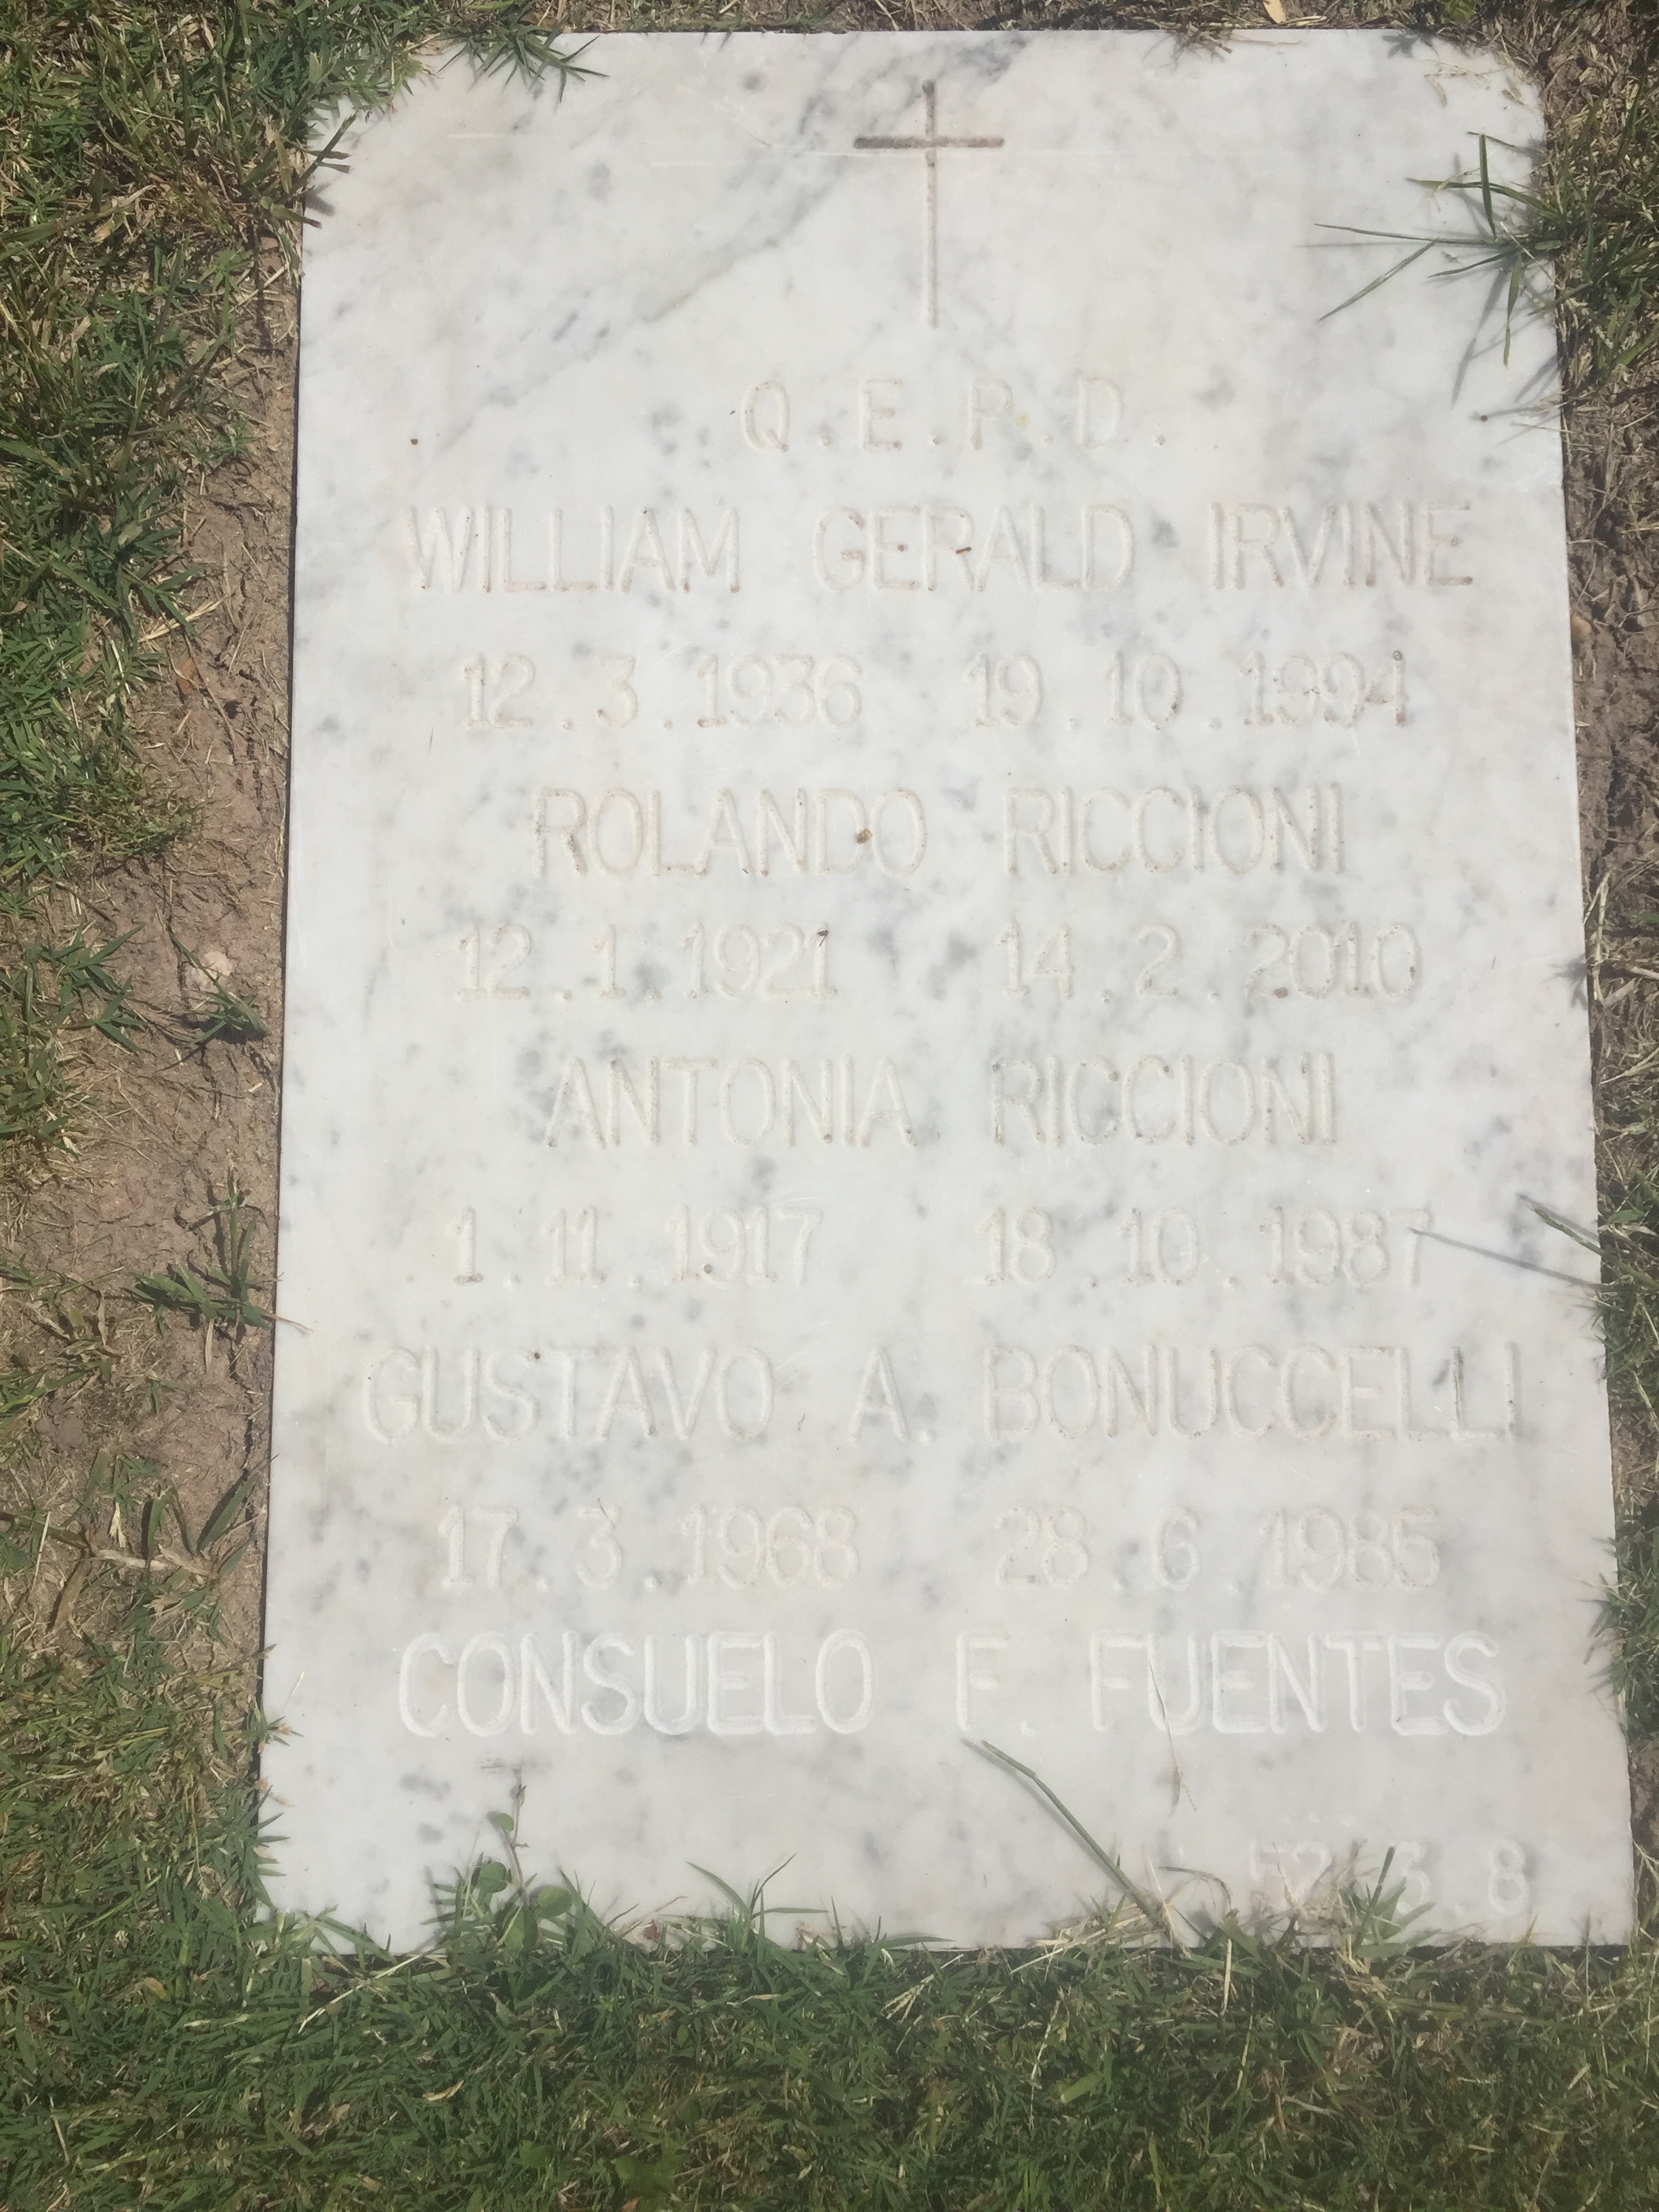 Q.E.P.D.
WILLIAM GERALD IRVINE
12.3.1936 19.10.1994
ROLANDO RICCIONI
12.1.1921 14.2.2010
ANTONIA RICCIONI
1.11.1917 18.10.1987
GUSTAVO A. BONUCCELLI
17.3.1968 28.6.1985
CONSUELO F. FUENTES